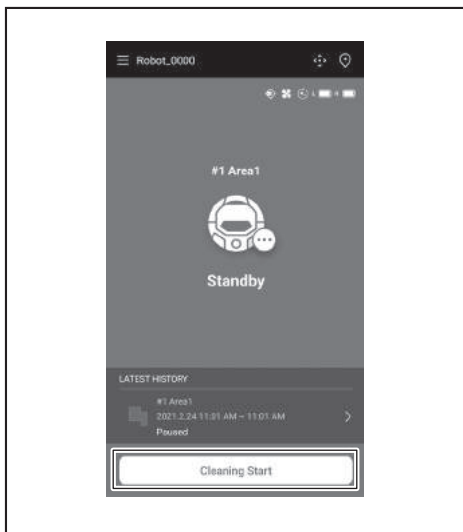 Robot_0000
L R
#1 Area1
Standby
LATEST HISTORY
#1 Area1
2021.2.24 11:31 AM ~ 11:01 AM
Paused
Cleaning Start